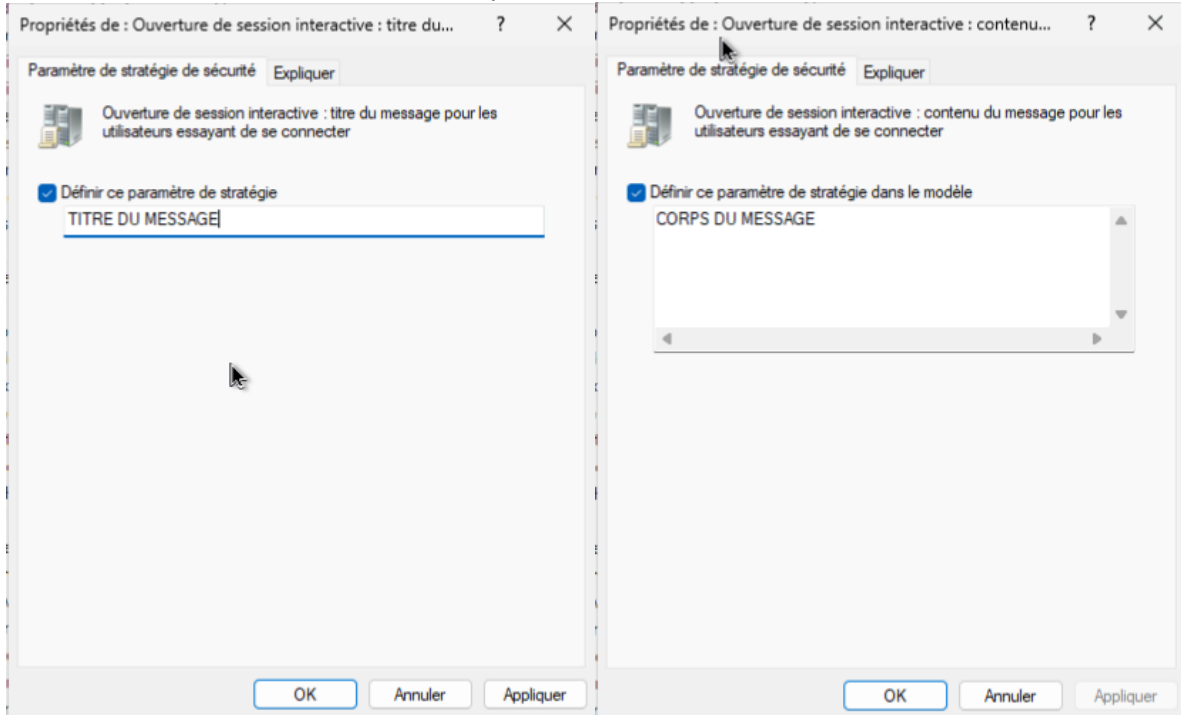 Propriétés de : Ouverture de session interactive : titre du... ? ×
Paramètre de stratégie de sécurité Expliquer
Ouverture de session interactive : titre du message pour les
utilisateurs essayant de se connecter
Définir ce paramètre de stratégie
TITRE DU MESSAGE
OK Annuler Appliquer
Propriétés de : Ouverture de session interactive : contenu... ? ×
Paramètre de stratégie de sécurité Expliquer
Ouverture de session interactive : contenu du message pour les
utilisateurs essayant de se connecter
Définir ce paramètre de stratégie dans le modèle
CORPS DU MESSAGE
OK Annuler Appliquer